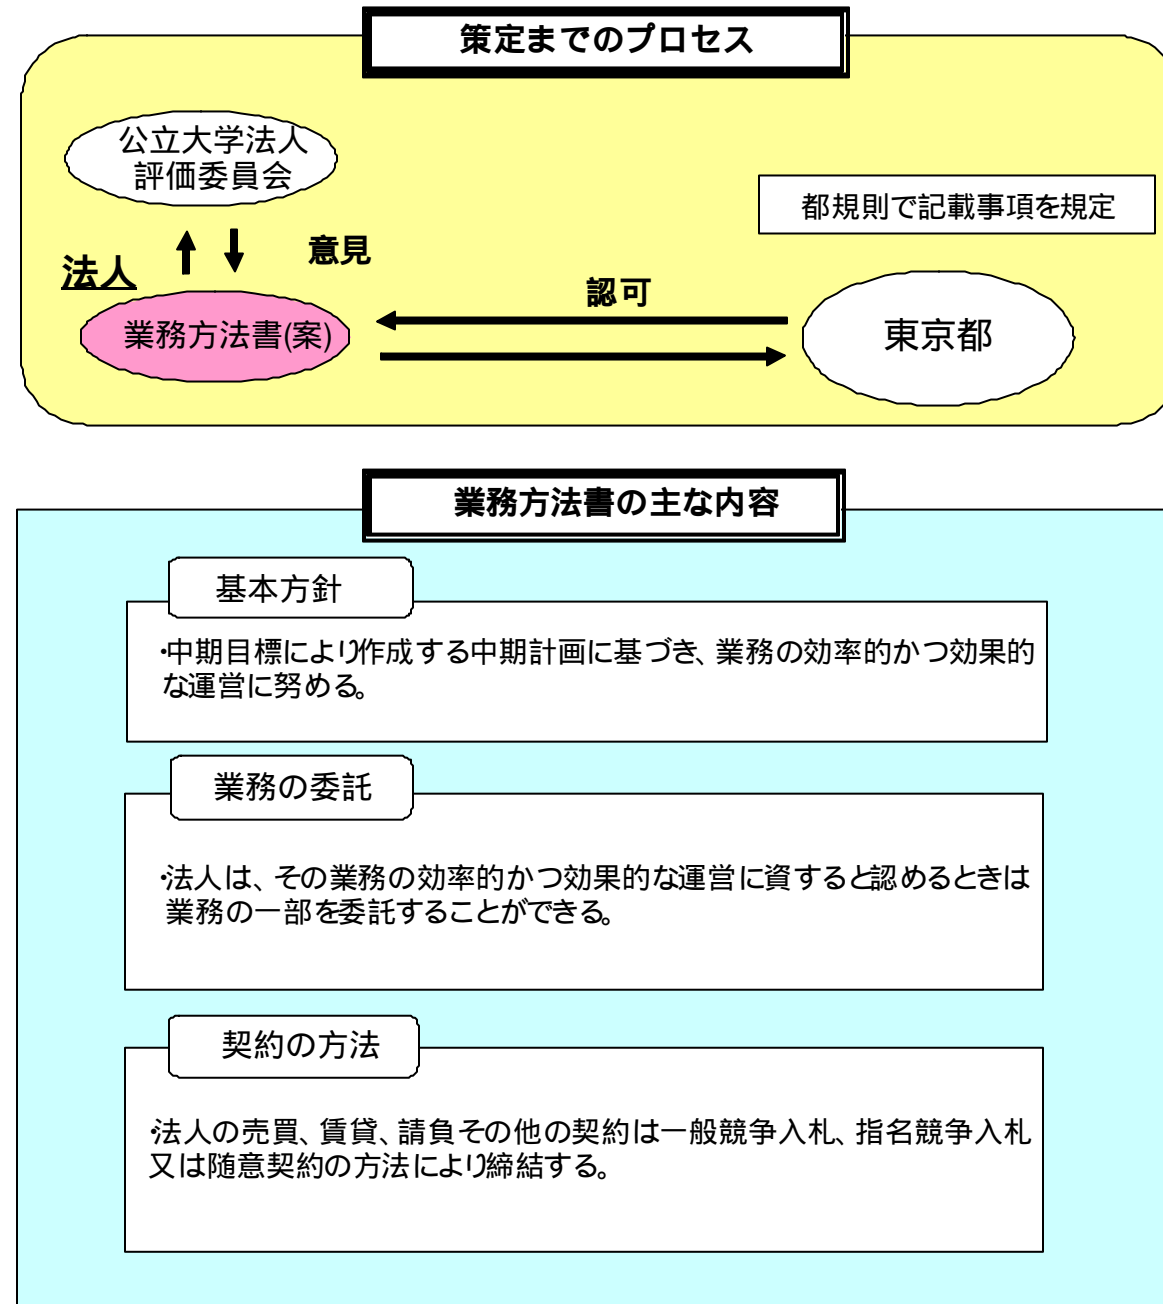 策定までのプロセス
公立大学法人
評価委員会
都規則で記載事項を規定
意見
法人
認可
業務方法書(案)
東京都
業務方法書の主な内容
基本方針
・中期目標により作成する中期計画に基づき、業務の効率的かつ効果的
な運営に努める。
業務の委託
・法人は、その業務の効率的かつ効果的な運営に資すると認めるときは
業務の一部を委託することができる。
契約の方法
・法人の売買、賃貸、請負その他の契約は一般競争入札、指名競争入札
又は随意契約の方法により締結する。